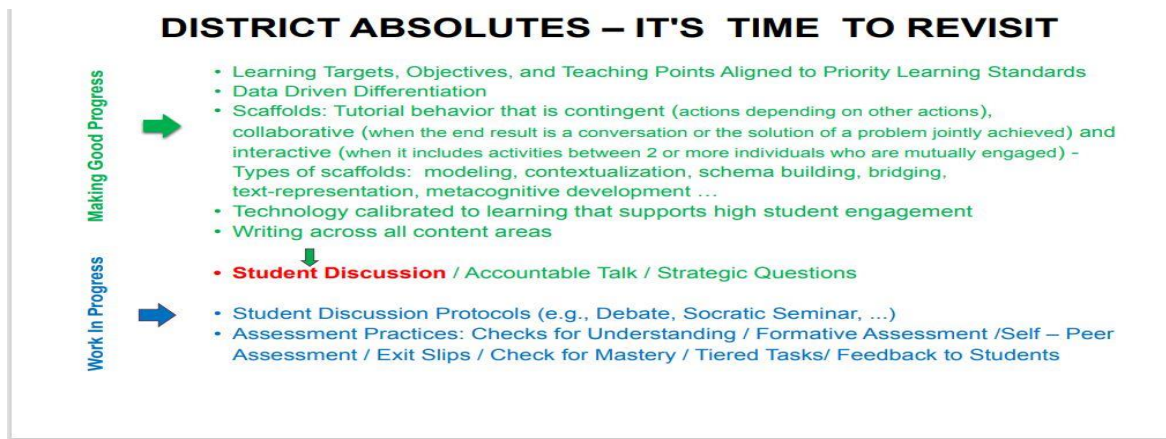 DISTRICT ABSOLUTES – IT'S TIME TO REVISIT
Making Good Progress
• Learning Targets, Objectives, and Teaching Points Aligned to Priority Learning Standards
• Data Driven Differentiation
• Scaffolds: Tutorial behavior that is contingent (actions depending on other actions),
collaborative (when the end result is a conversation or the solution of a problem jointly achieved) and
interactive (when it includes activities between 2 or more individuals who are mutually engaged) -
Types of scaffolds: modeling, contextualization, schema building, bridging,
text-representation, metacognitive development ...
• Technology calibrated to learning that supports high student engagement
• Writing across all content areas
Work In Progress
• Student Discussion / Accountable Talk / Strategic Questions
• Student Discussion Protocols (e.g., Debate, Socratic Seminar, ...)
• Assessment Practices: Checks for Understanding / Formative Assessment /Self – Peer
Assessment / Exit Slips / Check for Mastery / Tiered Tasks/ Feedback to Students